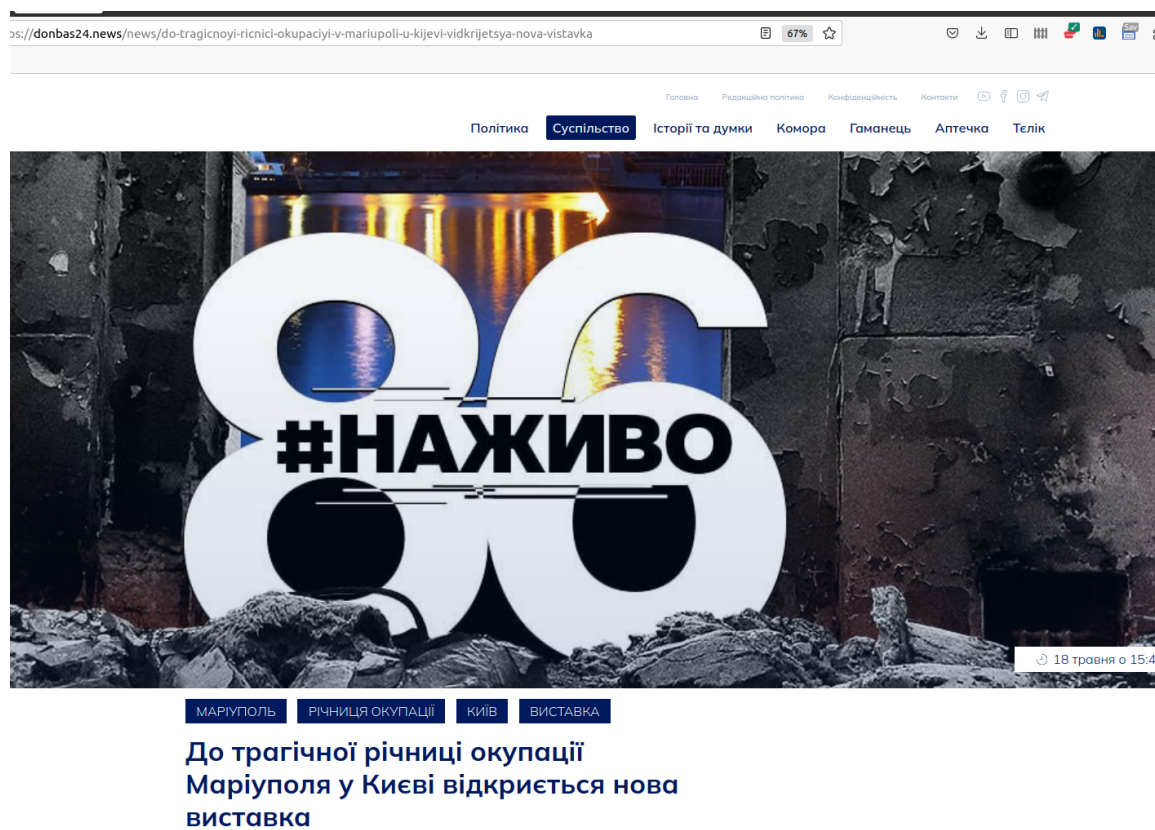 os://donbas24.news/news/do-tragicnoyi-ricnici-okupaciyi-v-mariupoli-u-kijevi-vidkrijetsya-nova-vistavka
67%
Головна Редакційна політика Конфіденційність Контакти
Політика Суспільство Історії та думки Комора Гаманець Аптечка Телік
86
#НАЖИВО
18 травня о 15:4
МАРІУПОЛЬ РІЧНИЦЯ ОКУПАЦІЇ КИЇВ ВИСТАВКА
До трагічної річниці окупації
Маріуполя у Києві відкриється нова
виставка